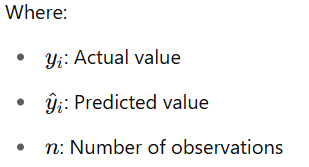 Where:
• yᵢ: Actual value
• ŷᵢ: Predicted value
• n: Number of observations